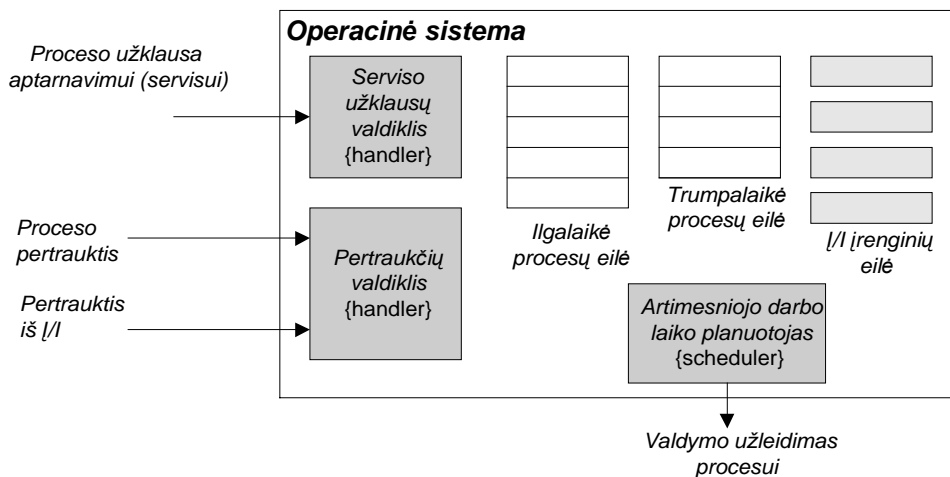 Operacinė sistema
Proceso užklausa
aptarnavimui (servisui)
Serviso
užklausų
valdiklis
{handler}
Trumpalaikė
procesų eilė
Ilgalaikė
procesų eilė
Į/I įrenginių
eilė
Proceso
pertrauktis
Pertraukčių
valdiklis
{handler}
Pertrauktis
iš Į/I
Artimesniojo darbo
laiko planuotojas
{scheduler}
Valdymo užleidimas
procesui